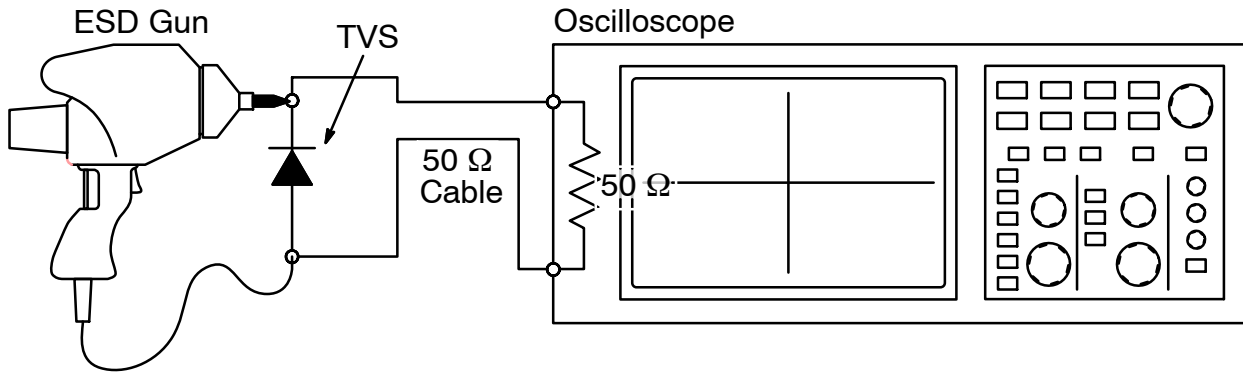 ESD Gun
TVS
Oscilloscope
50 Ω
Cable
50 Ω